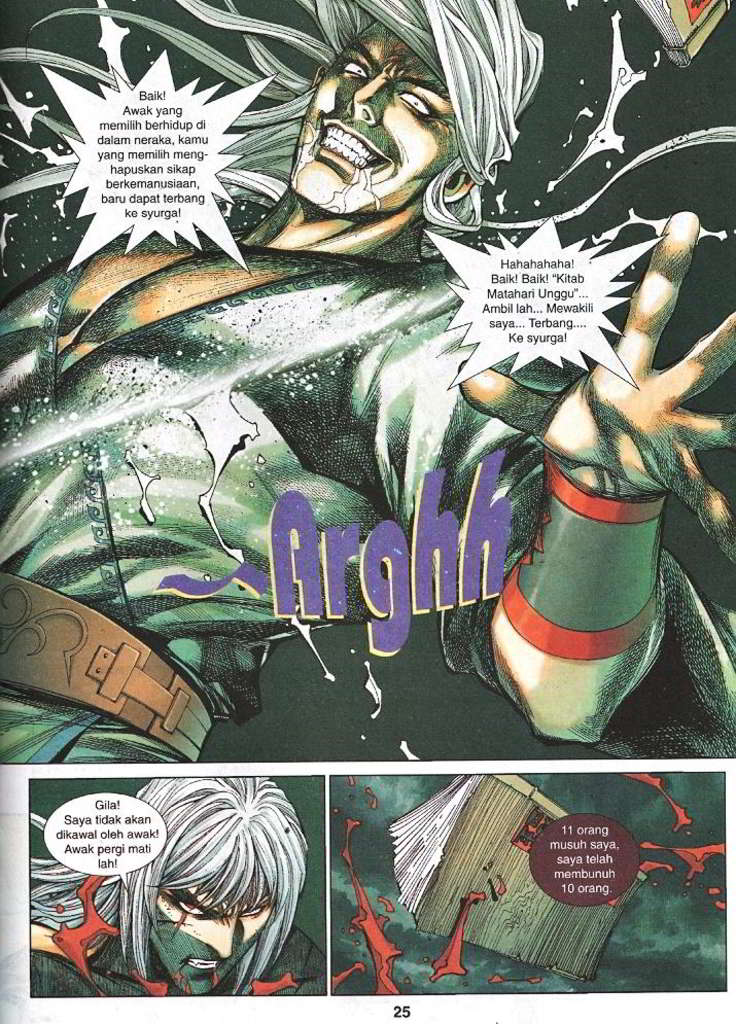 Baik!
Awak yang
memilih berhidup di
dalam neraka, kamu
yang memilih meng-
hapuskan sikap
berkemanusiaan,
baru dapat terbang
ke syurga!
Hahahahaha!
Baik! Baik! "Kitab
Matahari Unggu"...
Ambil lah... Mewakili
saya... Terbang....
Ke syurga!
Arghh
Gila!
Saya tidak akan
dikawal oleh awak!
Awak pergi mati
lah!
11 orang
musuh saya,
saya telah
membunuh
10 orang.
25